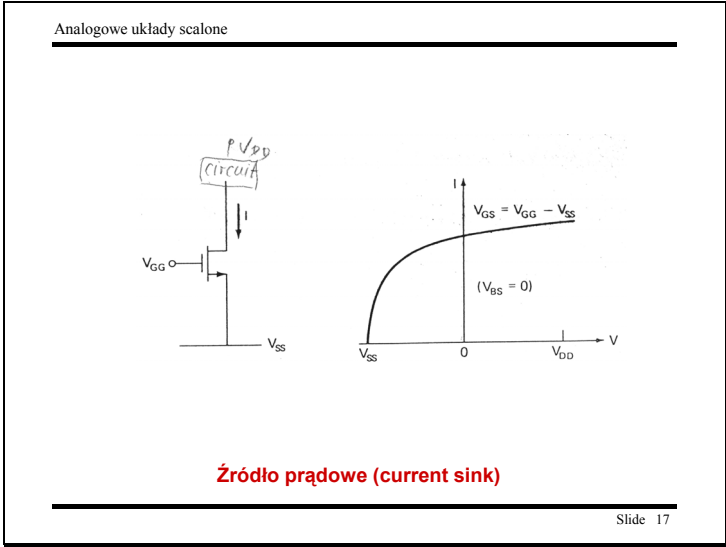 Analogowe układy scalone
VDD
circuit
I
VGG
VSS
I
VGS = VGG – VSS
(VBS = 0)
VSS
0
VDD
V
Źródło prądowe (current sink)
Slide 17